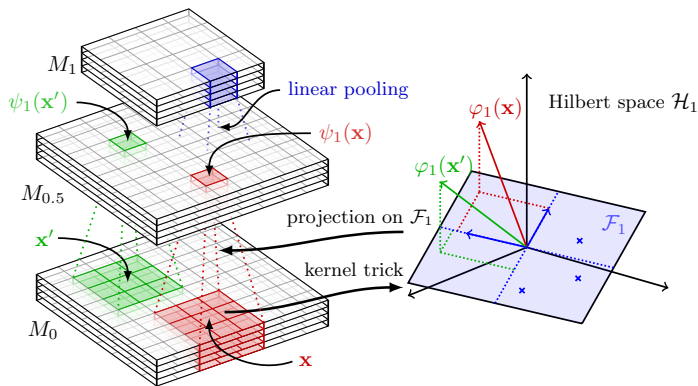 M₁
ψ₁(x′)
linear pooling
ψ₁(x)
M₀.₅
x′
projection on ℱ₁
kernel trick
M₀
x
Hilbert space ℋ₁
φ₁(x)
φ₁(x′)
ℱ₁